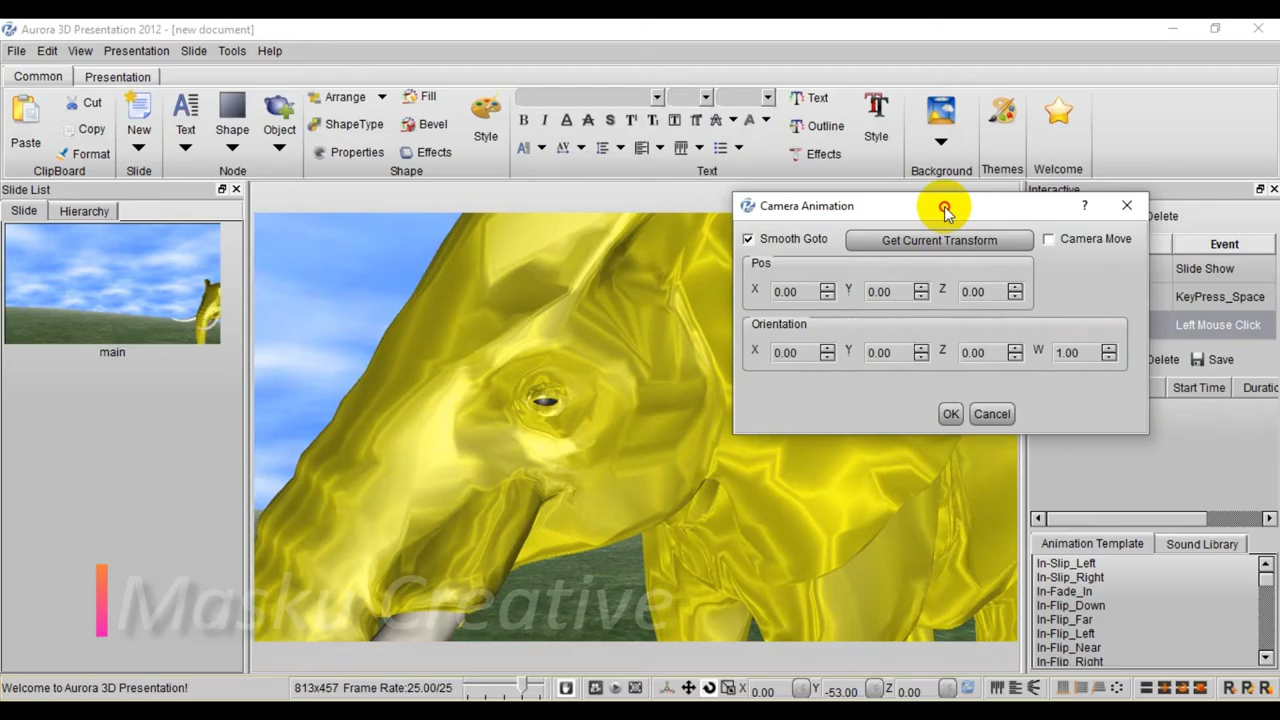 Aurora 3D Presentation 2012 - [new document]
File Edit View Presentation Slide Tools Help
Common Presentation
Paste Cut Copy Format ClipBoard
New Slide
Text Shape Object Node
Arrange Fill
ShapeType Bevel
Properties Effects
Style
Shape
B I A A S T T T T A A
A AV
Text
Text
Outline
Effects
Style
Background
Themes
Welcome
Slide List
Slide Hierarchy
main
Interactive
Delete
Event
Slide Show
KeyPress_Space
Left Mouse Click
Delete Save
Start Time Duratic
Camera Animation ?
Smooth Goto Get Current Transform Camera Move
Pos
X 0.00 Y 0.00 Z 0.00
Orientation
X 0.00 Y 0.00 Z 0.00 W 1.00
OK Cancel
Animation Template Sound Library
In-Slip_Left
In-Slip_Right
In-Fade_In
In-Flip_Down
In-Flip_Far
In-Flip_Left
In-Flip_Near
In-Flip_Right
Masku Creative
Welcome to Aurora 3D Presentation! 813x457 Frame Rate:25.00/25 X 0.00 Y -53.00 Z 0.00 R R R